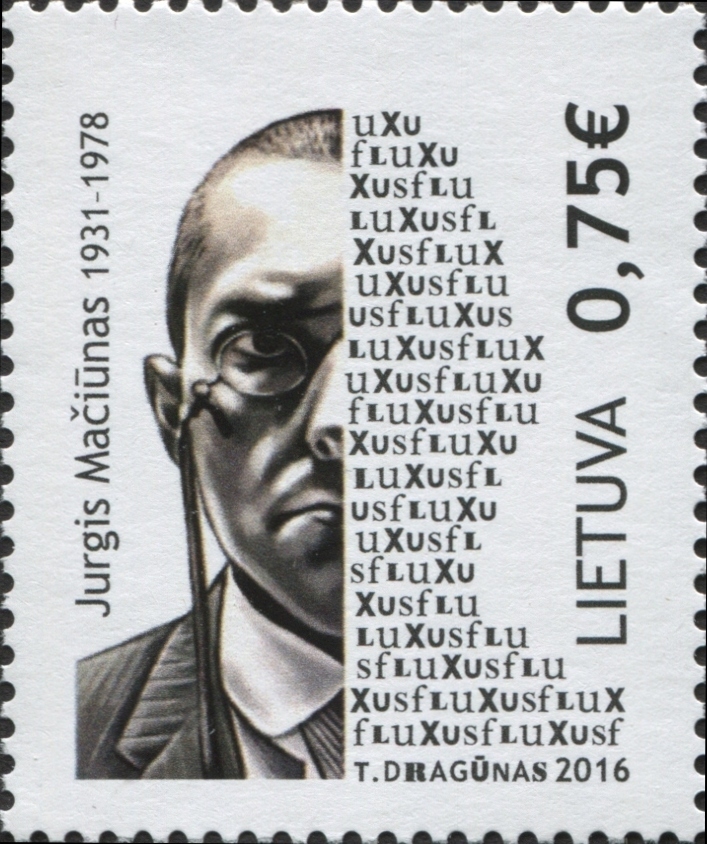 Jurgis Mačiūnas 1931-1978
uXu
fLuXu
XusfLu
LuXusfL
XusfLuX
uXusfLu
usfLuXus
LuXusfLuX
uXusfLuXu
fLuXusfLu
XusfLuXu
LuXusfL
usfLuXu
uXusfL
sfLuXu
XusfLu
LuXusfLu
sfLuXusfLu
XusfLuXusfLuX
fLuXusfLuXusf
T.DRAGŪNAS 2016
LIETUVA 0,75€